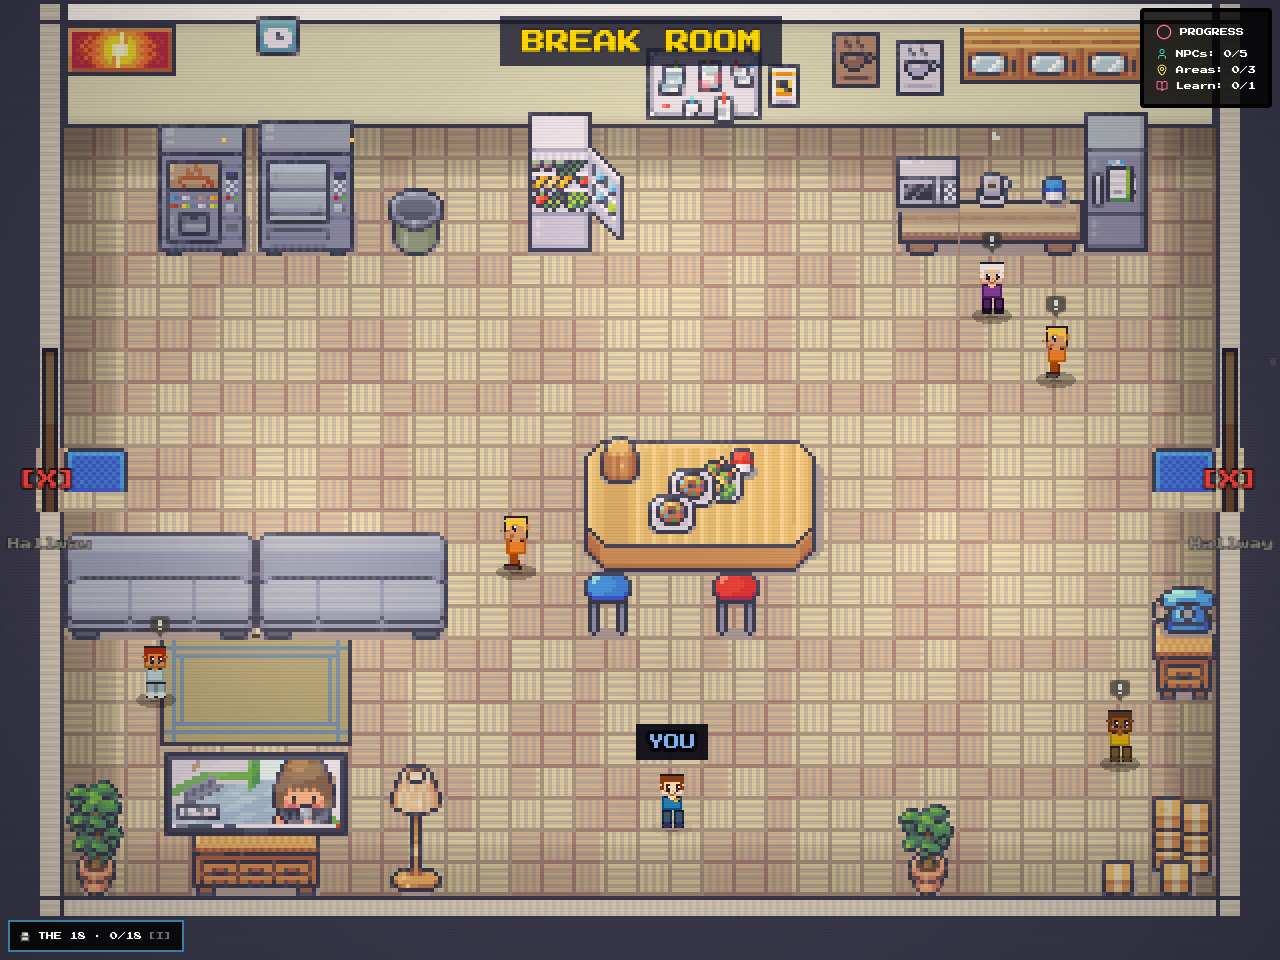 BREAK ROOM
PROGRESS
NPCs: 0/5
Areas: 0/3
Learn: 0/1
!
!
[X]
[X]
Hallway
Hallway
!
!
YOU
THE 18 · 0/18 [I]